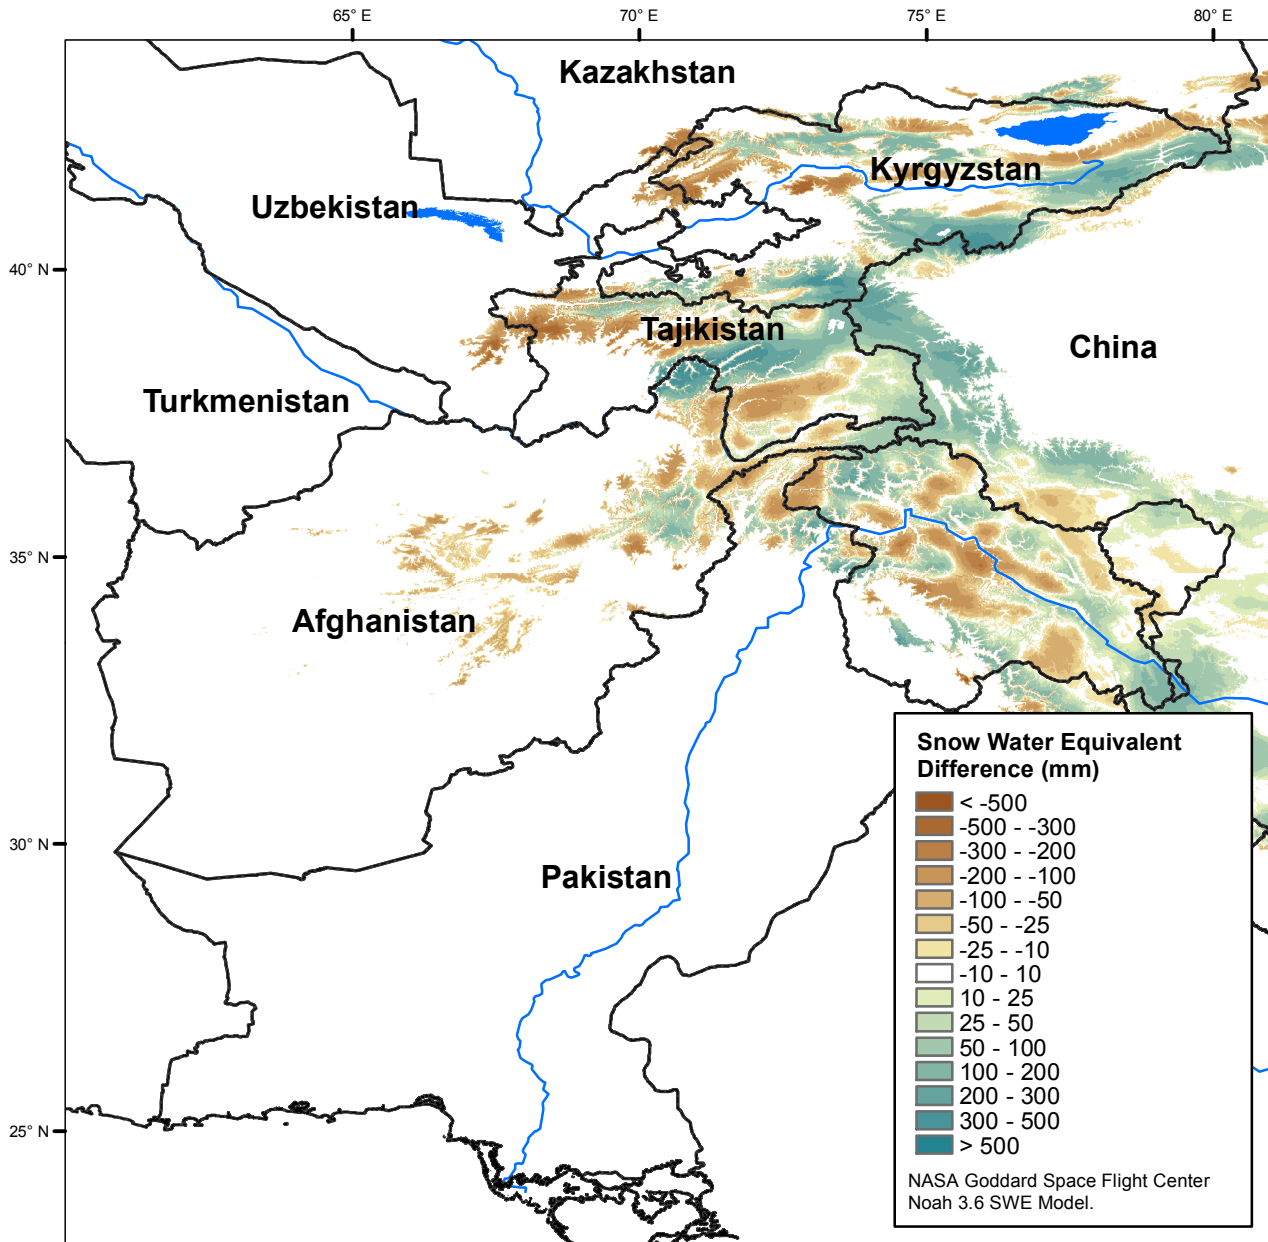 65° E 70° E 75° E 80° E
Kazakhstan
Kyrgyzstan
Uzbekistan
40° N
Tajikistan
China
Turkmenistan
35° N
Afghanistan
Snow Water Equivalent
Difference (mm)
< -500
-500 - -300
-300 - -200
-200 - -100
-100 - -50
-50 - -25
-25 - -10
-10 - 10
10 - 25
25 - 50
50 - 100
100 - 200
200 - 300
300 - 500
> 500
30° N
Pakistan
25° N
NASA Goddard Space Flight Center
Noah 3.6 SWE Model.